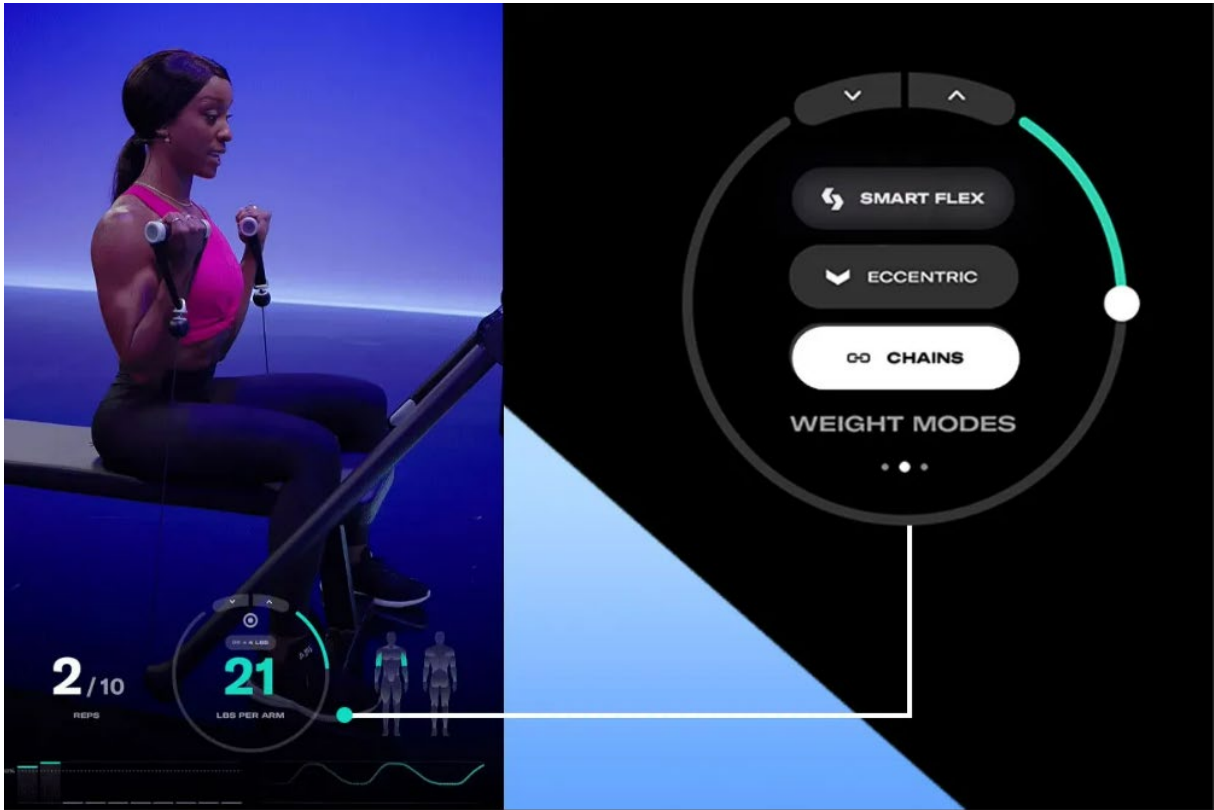 SMART FLEX
ECCENTRIC
CHAINS
WEIGHT MODES
2/10
REPS
21
LBS PER ARM